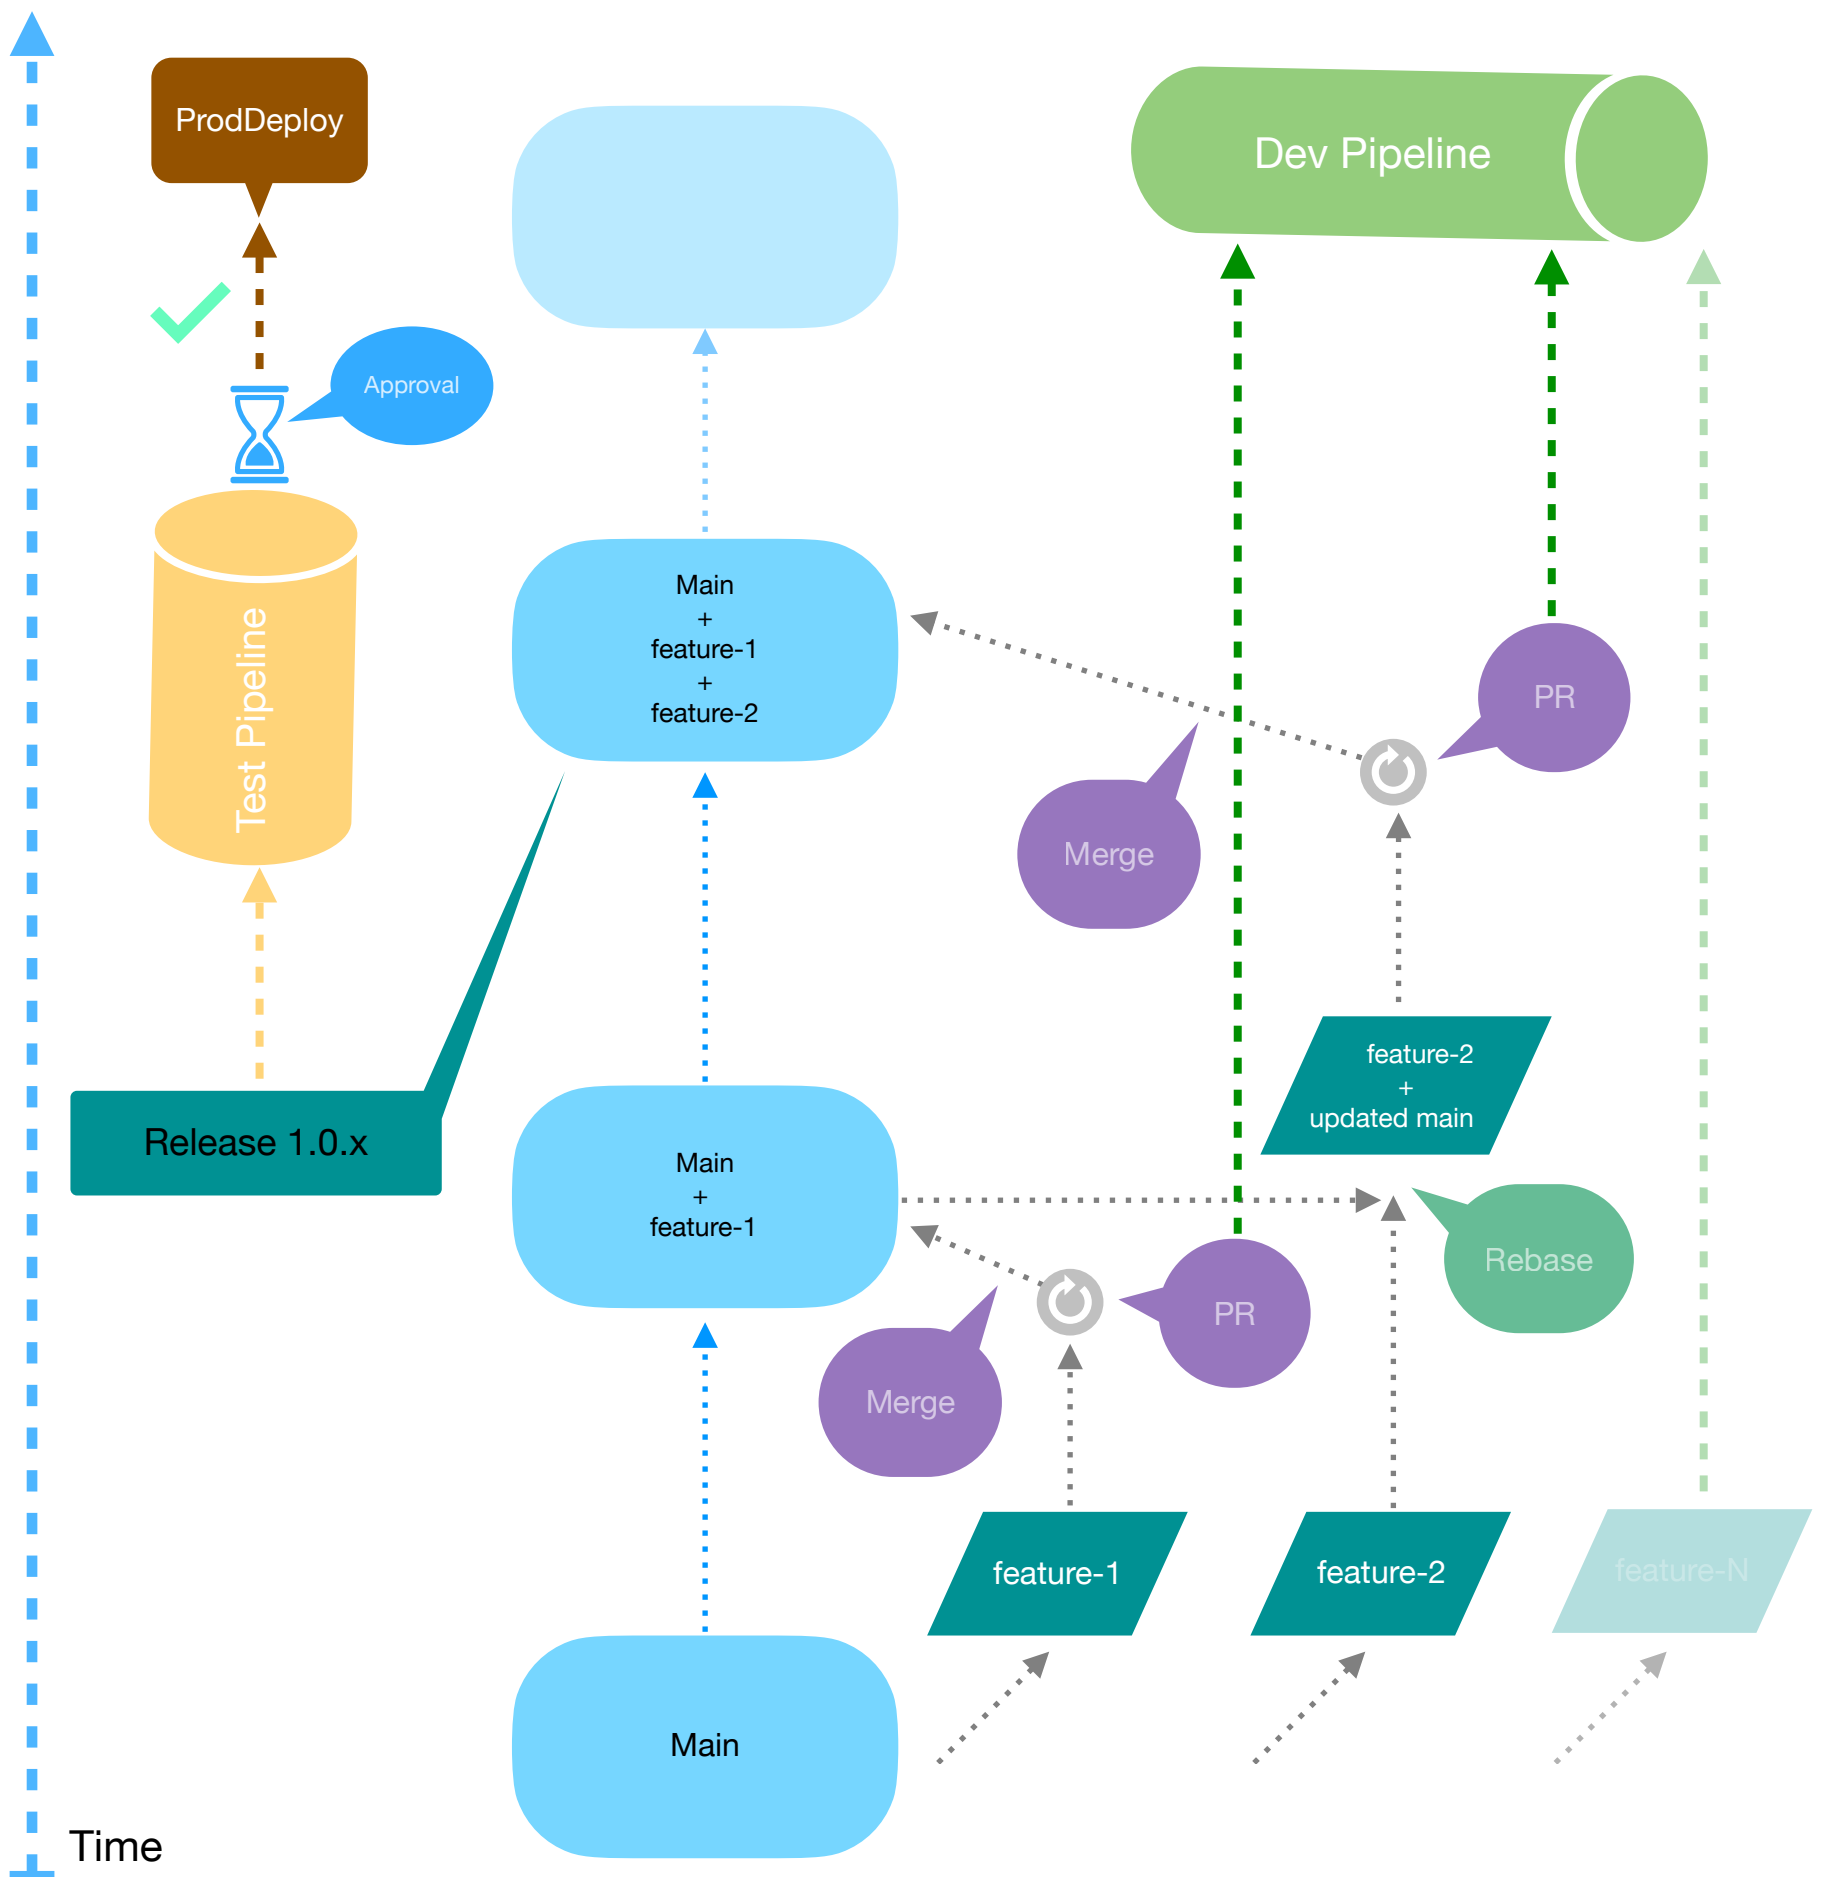 ProdDeploy
Dev Pipeline
Approval
Test Pipeline
Main
+
feature-1
+
feature-2
PR
Merge
feature-2
+
updated main
Release 1.0.x
Main
+
feature-1
Rebase
PR
Merge
feature-1
feature-2
feature-N
Main
Time